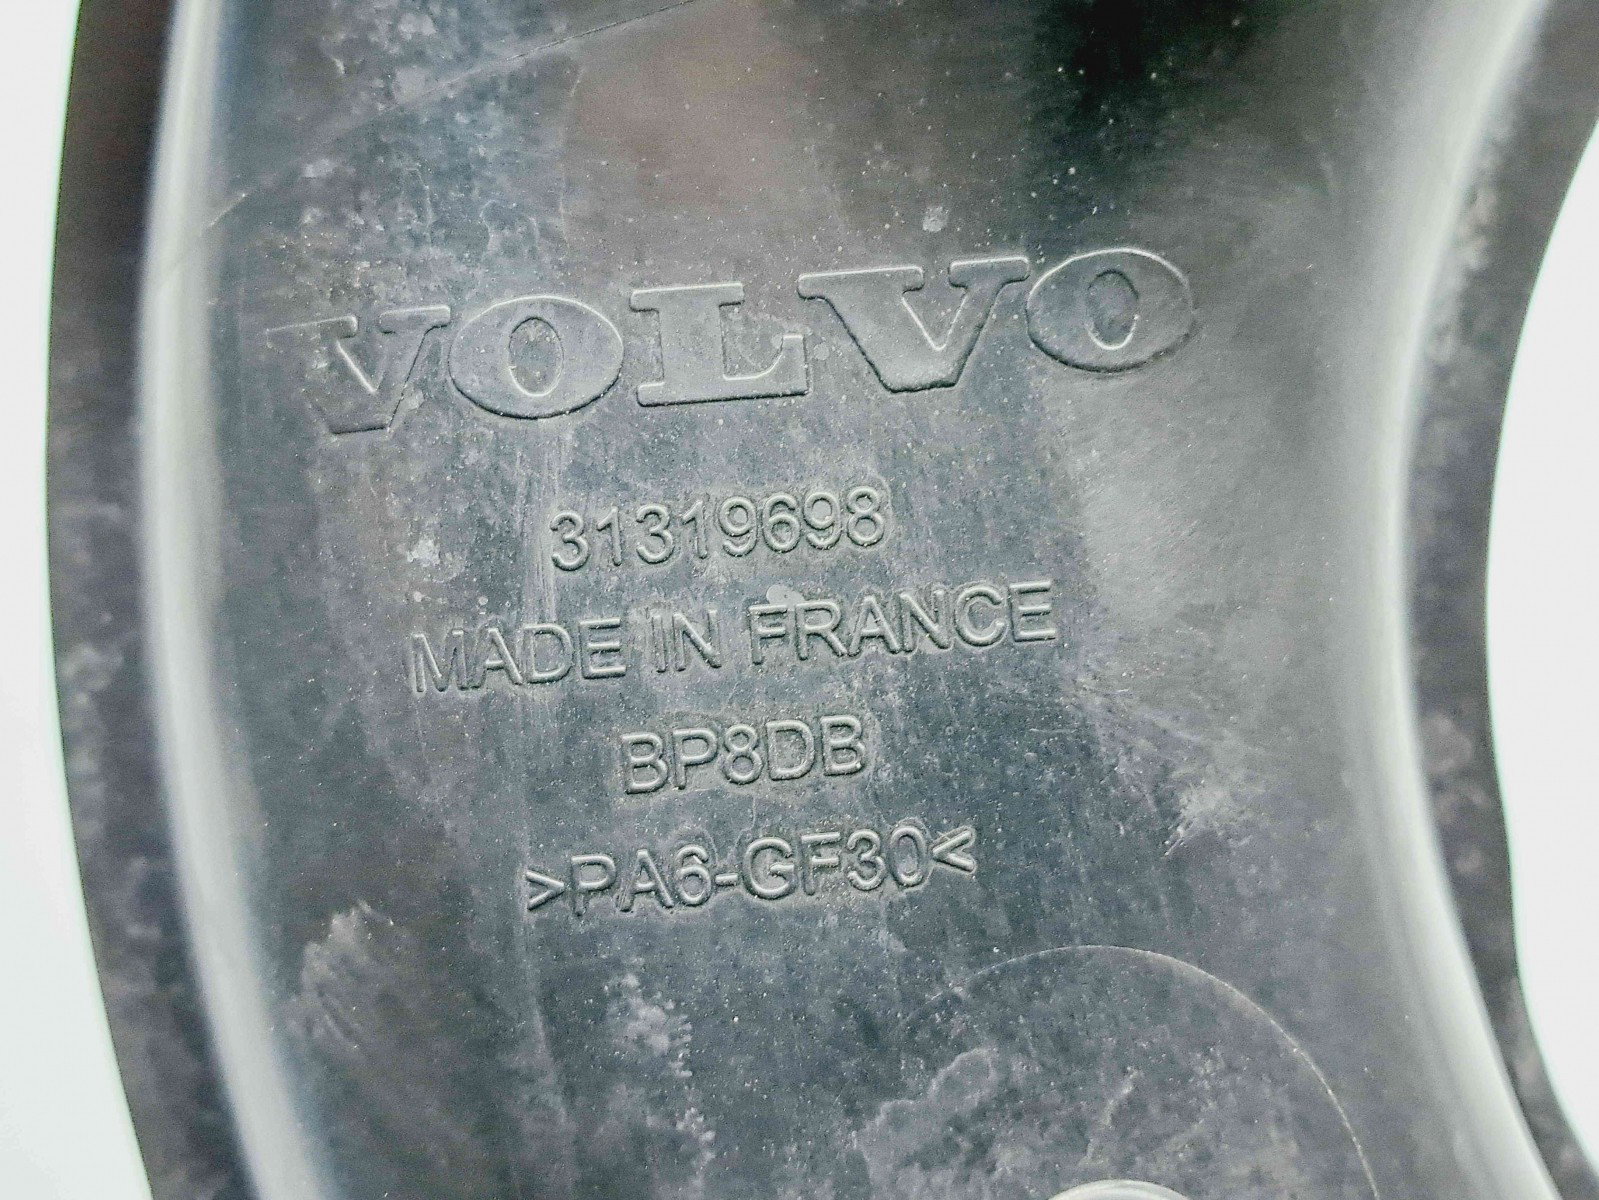 VOLVO
31319698
MADE IN FRANCE
BP8DB
>PA6-GF30<